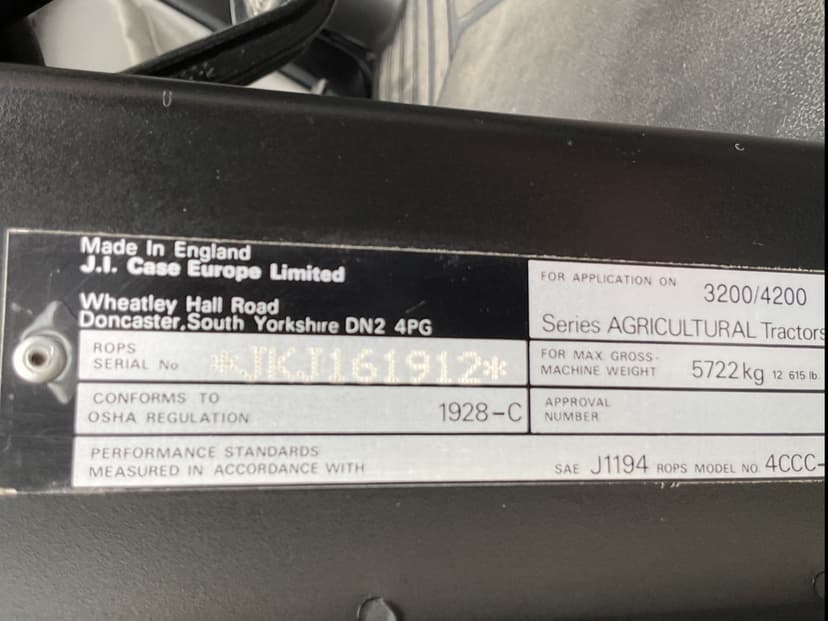 Made In England
J.I. Case Europe Limited
Wheatley Hall Road
Doncaster,South Yorkshire DN2 4PG
ROPS
SERIAL No *JKJ161912*
CONFORMS TO
OSHA REGULATION 1928-C
PERFORMANCE STANDARDS
MEASURED IN ACCORDANCE WITH SAE J1194 ROPS MODEL NO. 4CCC-
FOR APPLICATION ON 3200/4200
Series AGRICULTURAL Tractors
FOR MAX GROSS-
MACHINE WEIGHT 5722kg 12 615 lb.
APPROVAL
NUMBER